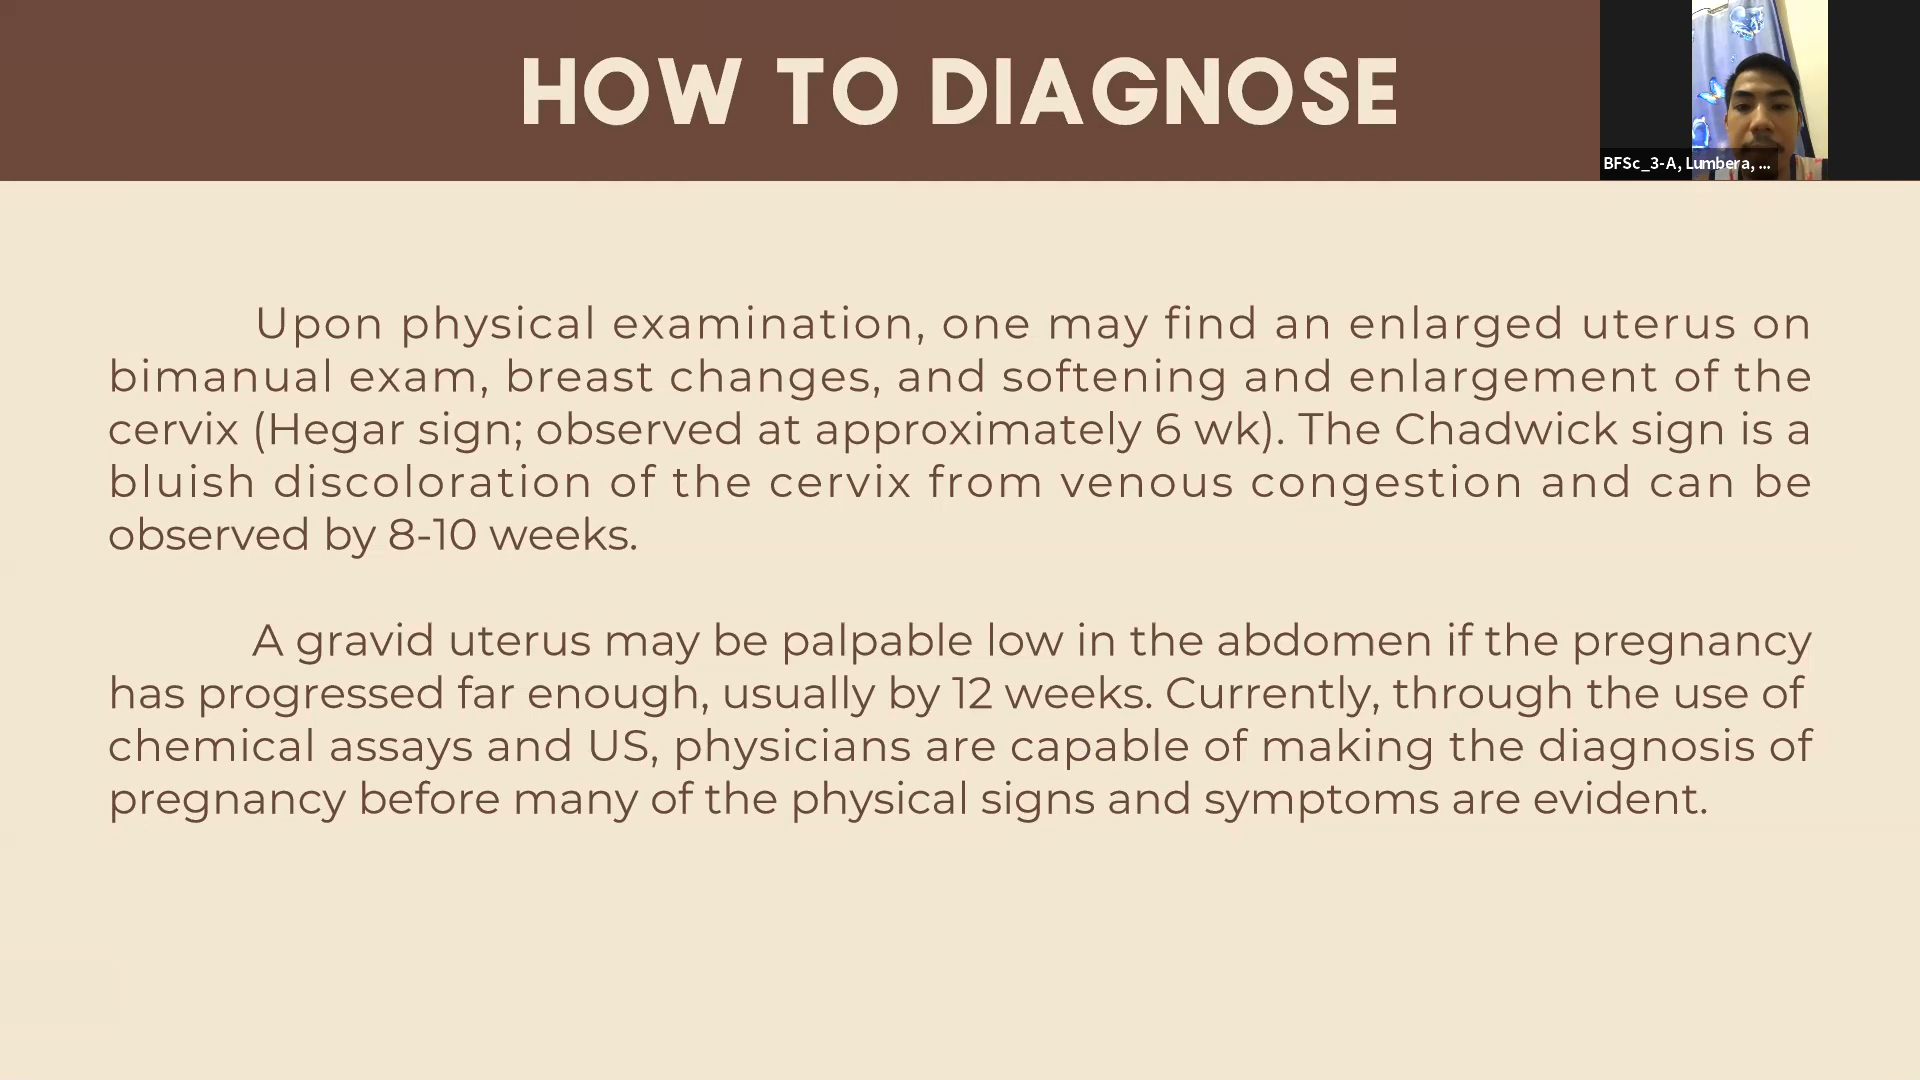 HOW TO DIAGNOSE
BFSc_3-A, Lumbera, ...
Upon physical examination, one may find an enlarged uterus on
bimanual exam, breast changes, and softening and enlargement of the
cervix (Hegar sign; observed at approximately 6 wk). The Chadwick sign is a
bluish discoloration of the cervix from venous congestion and can be
observed by 8-10 weeks.
A gravid uterus may be palpable low in the abdomen if the pregnancy
has progressed far enough, usually by 12 weeks. Currently, through the use of
chemical assays and US, physicians are capable of making the diagnosis of
pregnancy before many of the physical signs and symptoms are evident.